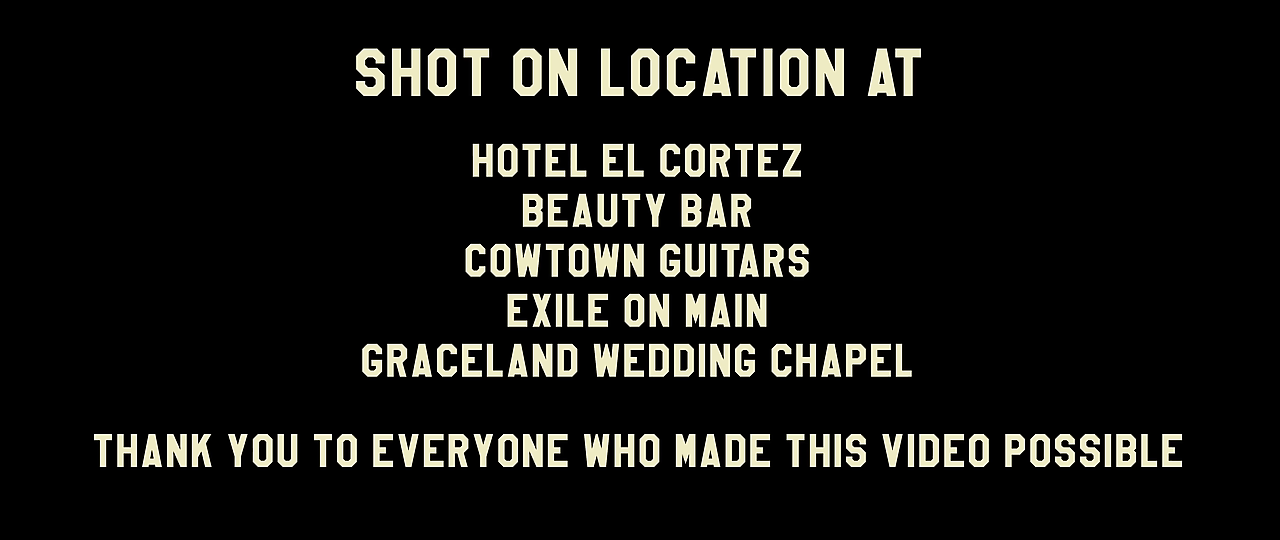 SHOT ON LOCATION AT
HOTEL EL CORTEZ
BEAUTY BAR
COWTOWN GUITARS
EXILE ON MAIN
GRACELAND WEDDING CHAPEL
THANK YOU TO EVERYONE WHO MADE THIS VIDEO POSSIBLE